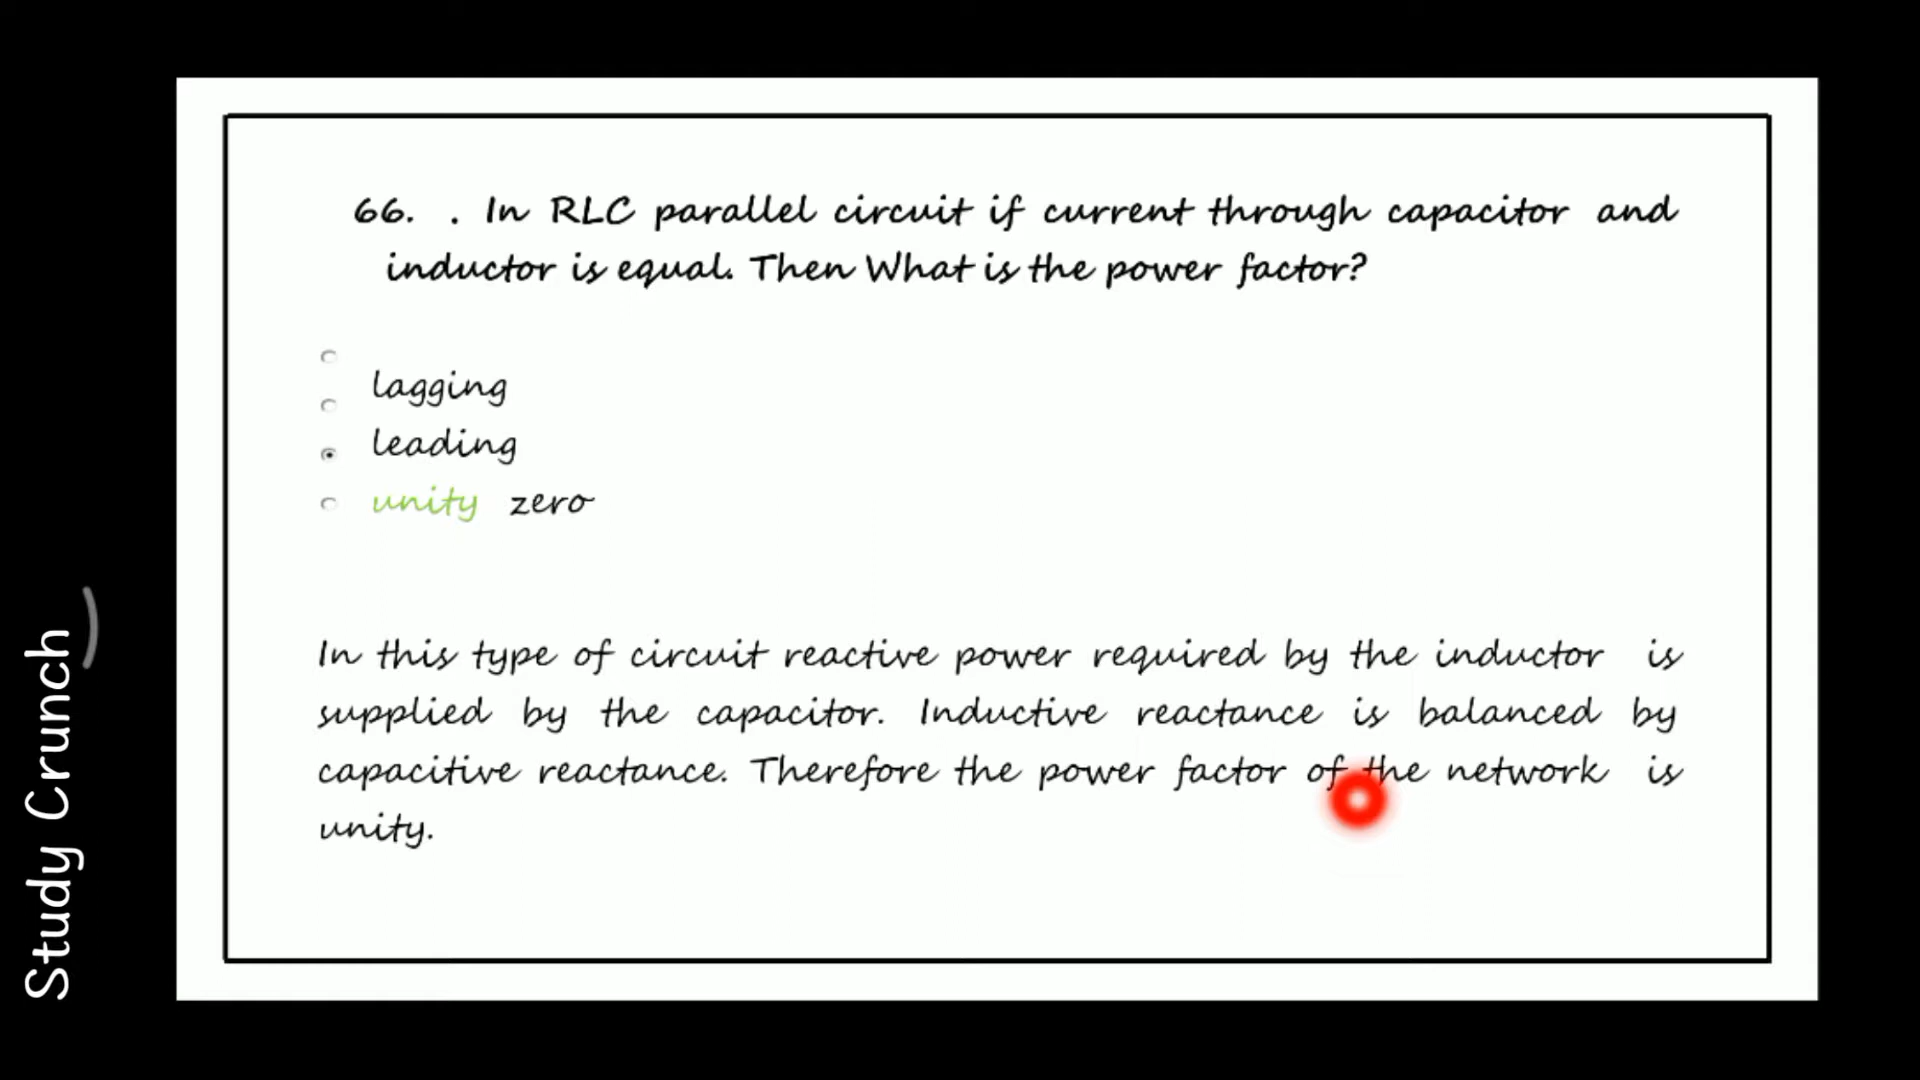 66. . In RLC parallel circuit if current through capacitor and
inductor is equal. Then What is the power factor?
lagging
leading
unity zero
In this type of circuit reactive power required by the inductor is
supplied by the capacitor. Inductive reactance is balanced by
capacitive reactance. Therefore the power factor of the network is
unity.
Study Crunch